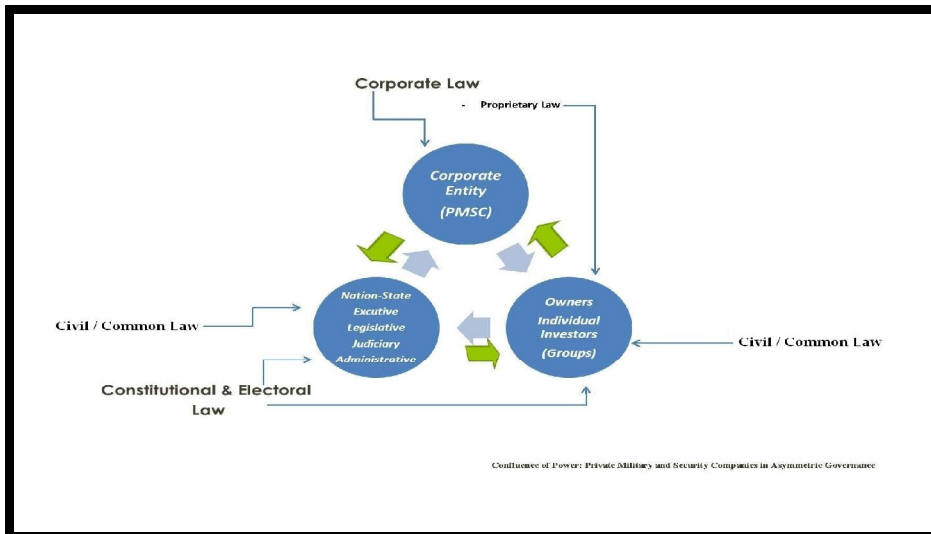 Corporate Law
- Proprietary Law
Corporate
Entity
(PMSC)
Nation-State
Excutive
Legislative
Judiciary
Administrative
Owners
Individual
Investors
(Groups)
Civil / Common Law
Civil / Common Law
Constitutional & Electoral
Law
Confluence of Power: Private Military and Security Companies in Asymmetric Governance